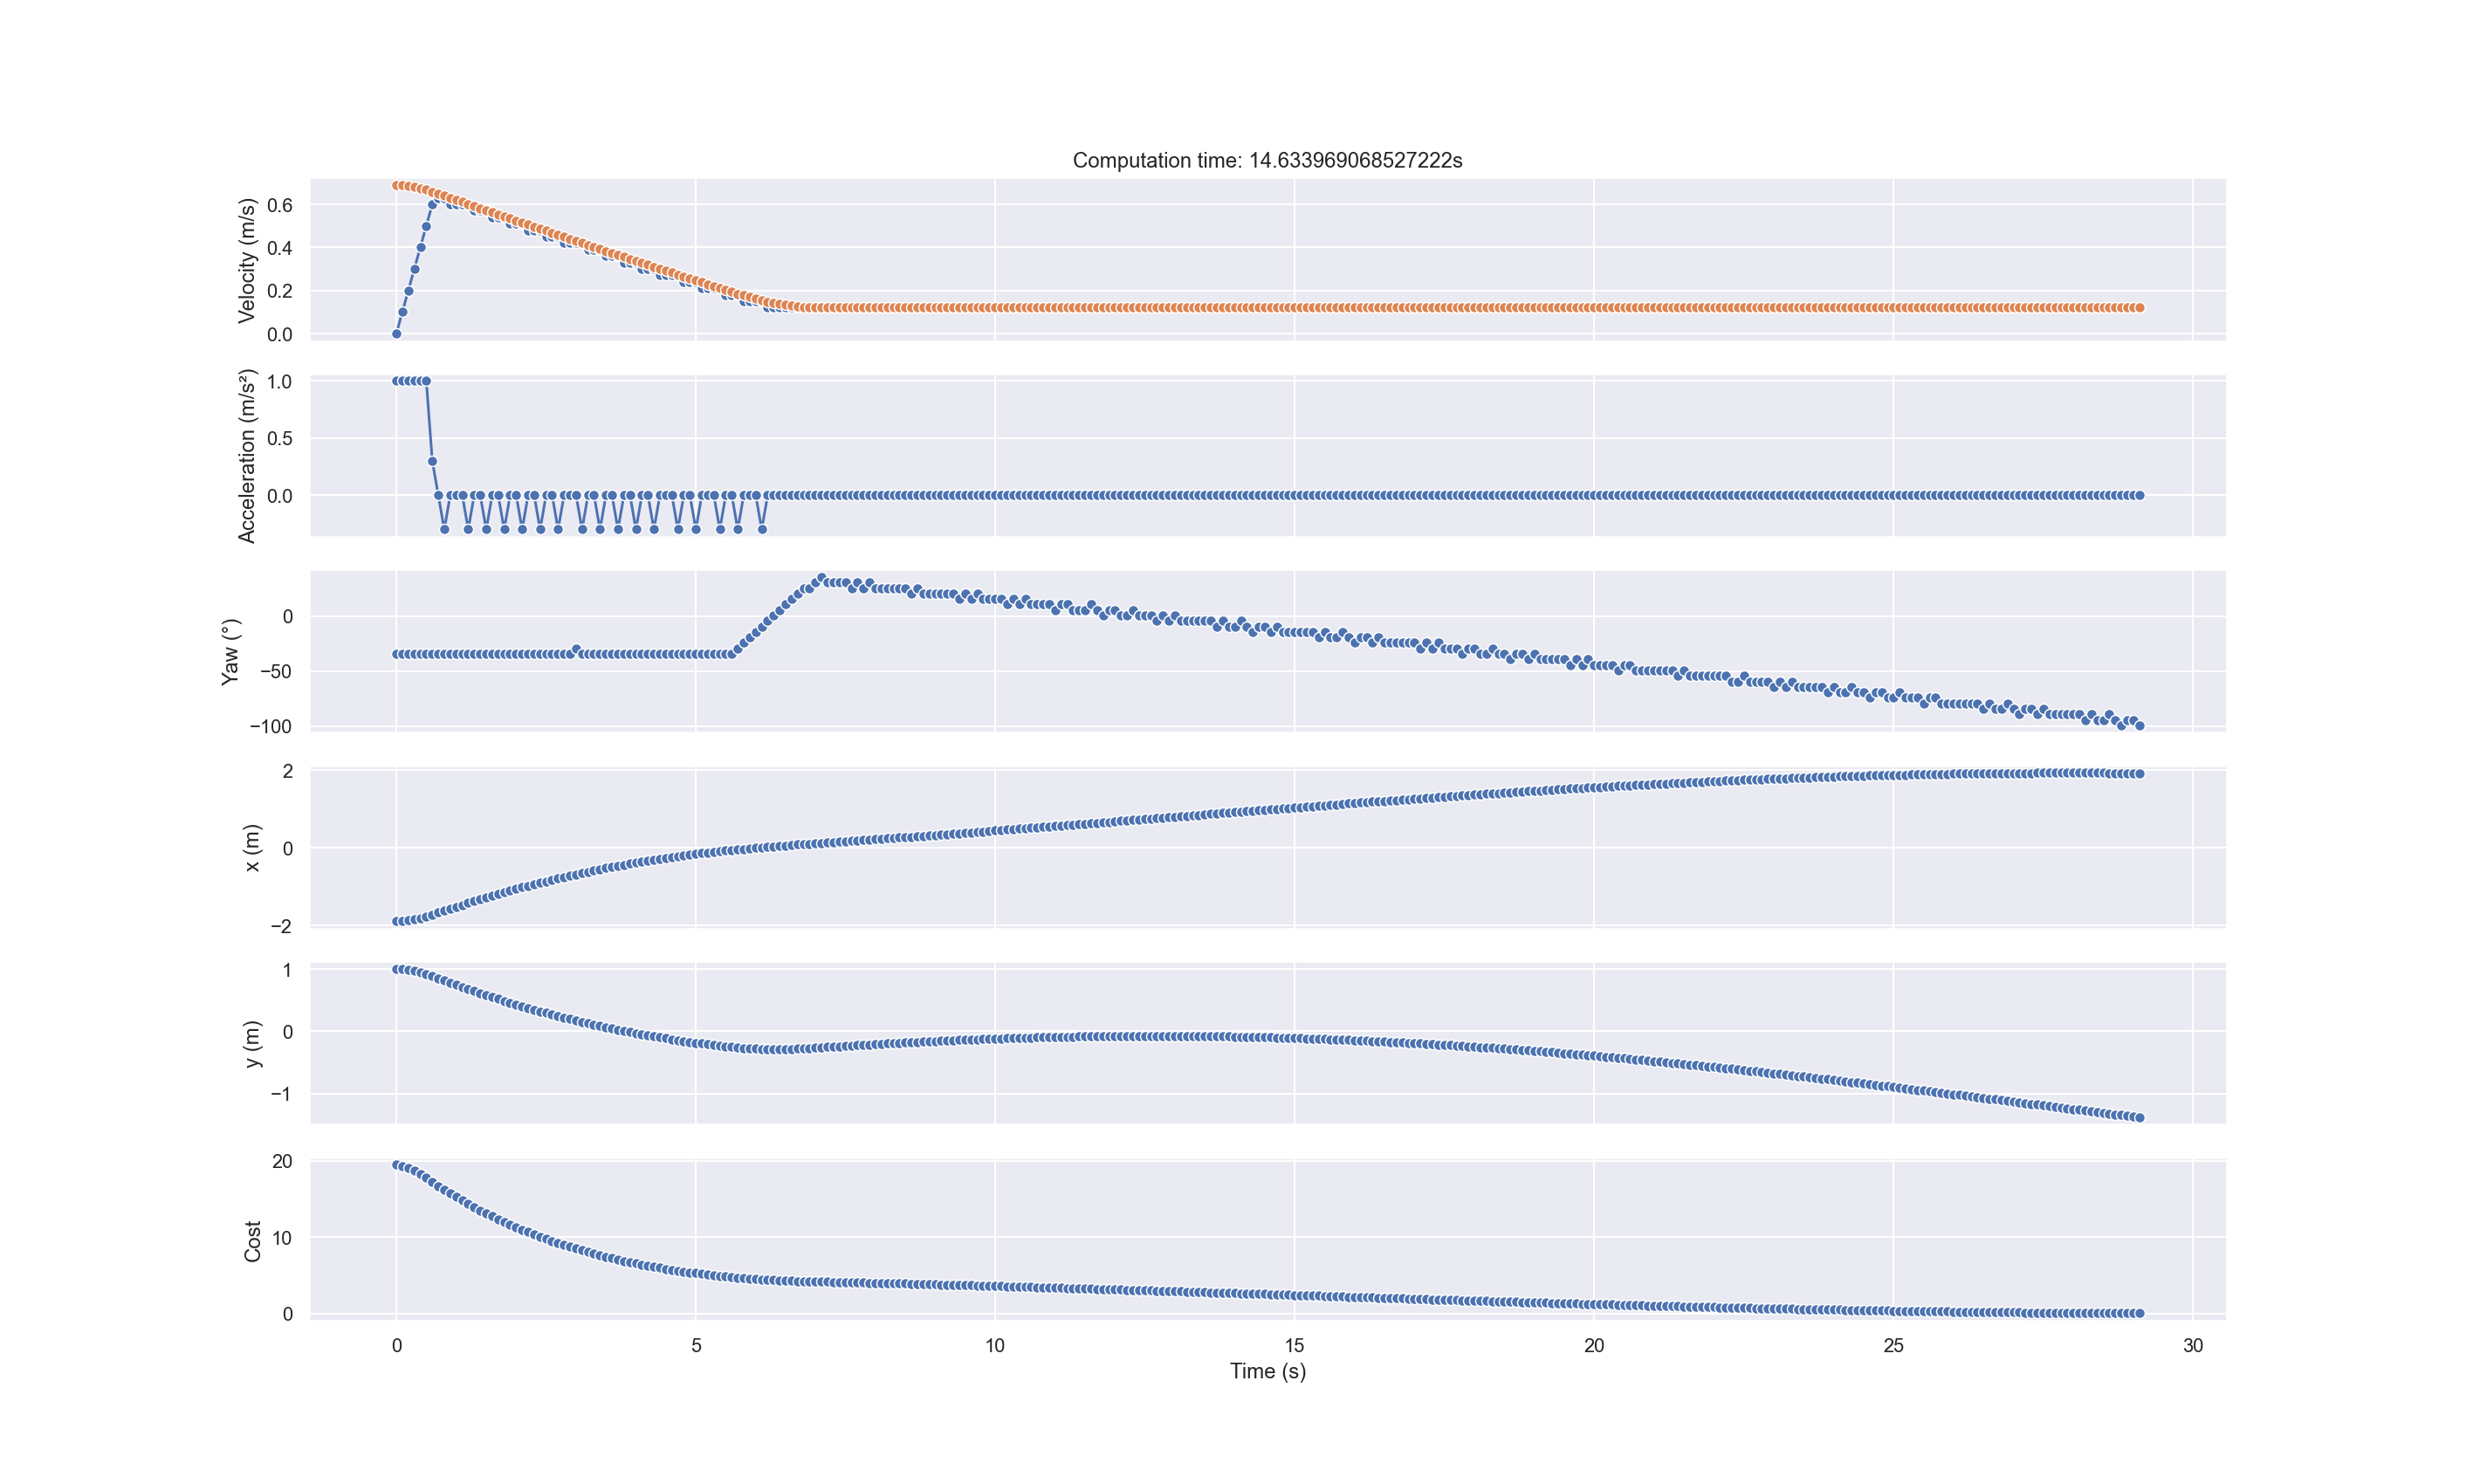 Computation time: 14.633969068527222s
Velocity (m/s)
0.6
0.4
0.2
0.0
Acceleration (m/s²)
1.0
0.5
0.0
Yaw (°)
0
−50
−100
x (m)
2
0
−2
y (m)
1
0
−1
Cost
20
10
0
0 5 10 15 20 25 30
Time (s)